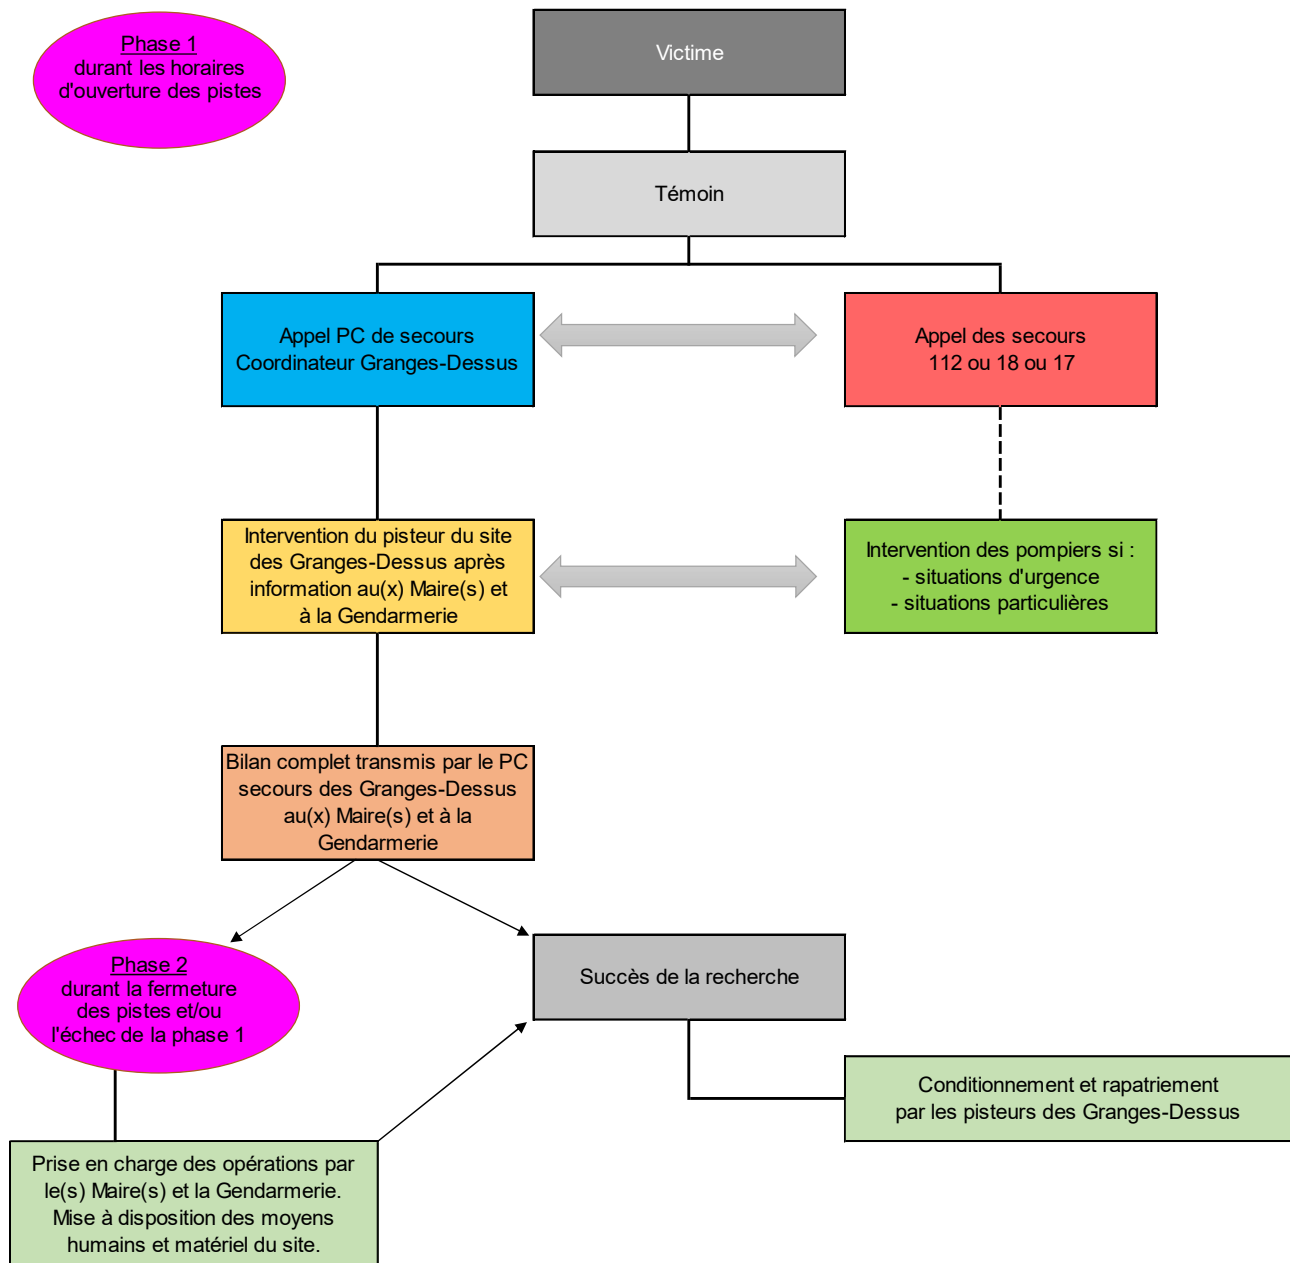 Phase 1
durant les horaires
d'ouverture des pistes
Victime
Témoin
Appel PC de secours
Coordinateur Granges-Dessus
Appel des secours
112 ou 18 ou 17
Intervention du pisteur du site
des Granges-Dessus après
information au(x) Maire(s) et
à la Gendarmerie
Intervention des pompiers si :
- situations d'urgence
- situations particulières
Bilan complet transmis par le PC
secours des Granges-Dessus
au(x) Maire(s) et à la
Gendarmerie
Phase 2
durant la fermeture
des pistes et/ou
l'échec de la phase 1
Succès de la recherche
Conditionnement et rapatriement
par les pisteurs des Granges-Dessus
Prise en charge des opérations par
le(s) Maire(s) et la Gendarmerie.
Mise à disposition des moyens
humains et matériel du site.